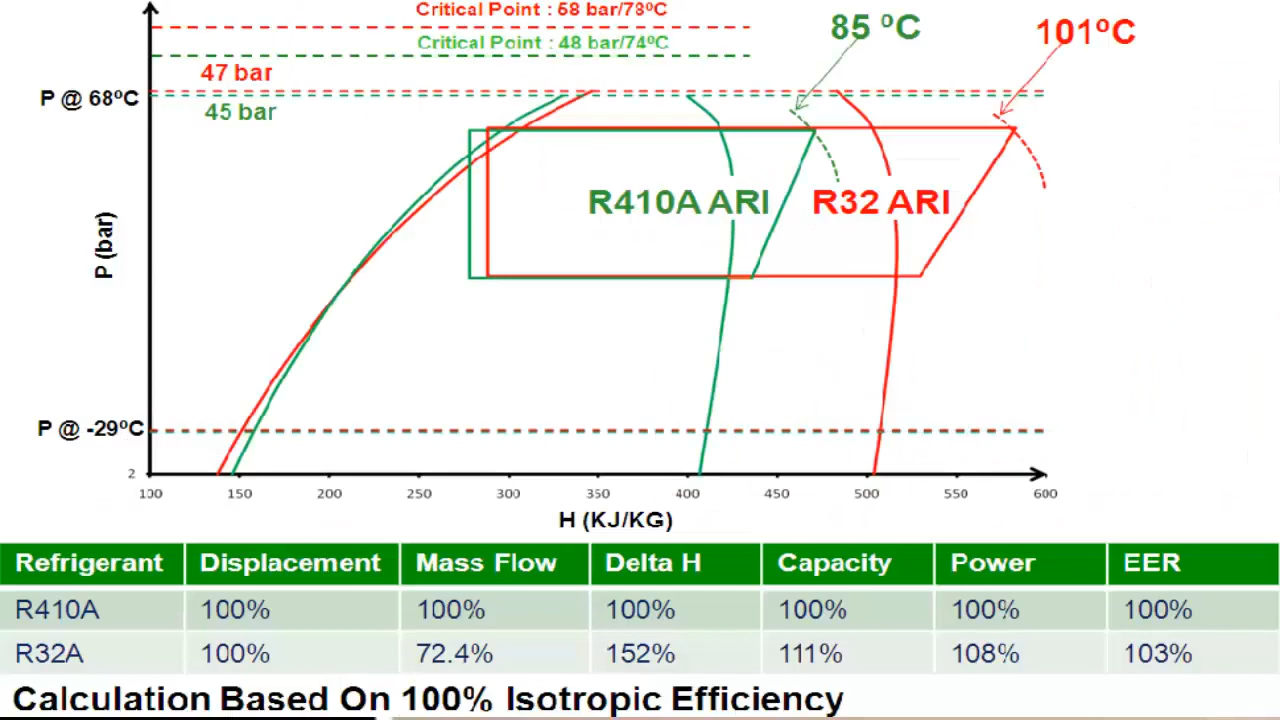 Critical Point : 58 bar/78ºC
Critical Point : 48 bar/74ºC
85 ºC
101ºC
47 bar
P @ 68ºC
45 bar
R410A ARI
R32 ARI
P (bar)
P @ -29ºC
2
100 150 200 250 300 350 400 450 500 550 600
H (KJ/KG)
Refrigerant Displacement Mass Flow Delta H Capacity Power EER
R410A 100% 100% 100% 100% 100% 100%
R32A 100% 72.4% 152% 111% 108% 103%
Calculation Based On 100% Isotropic Efficiency